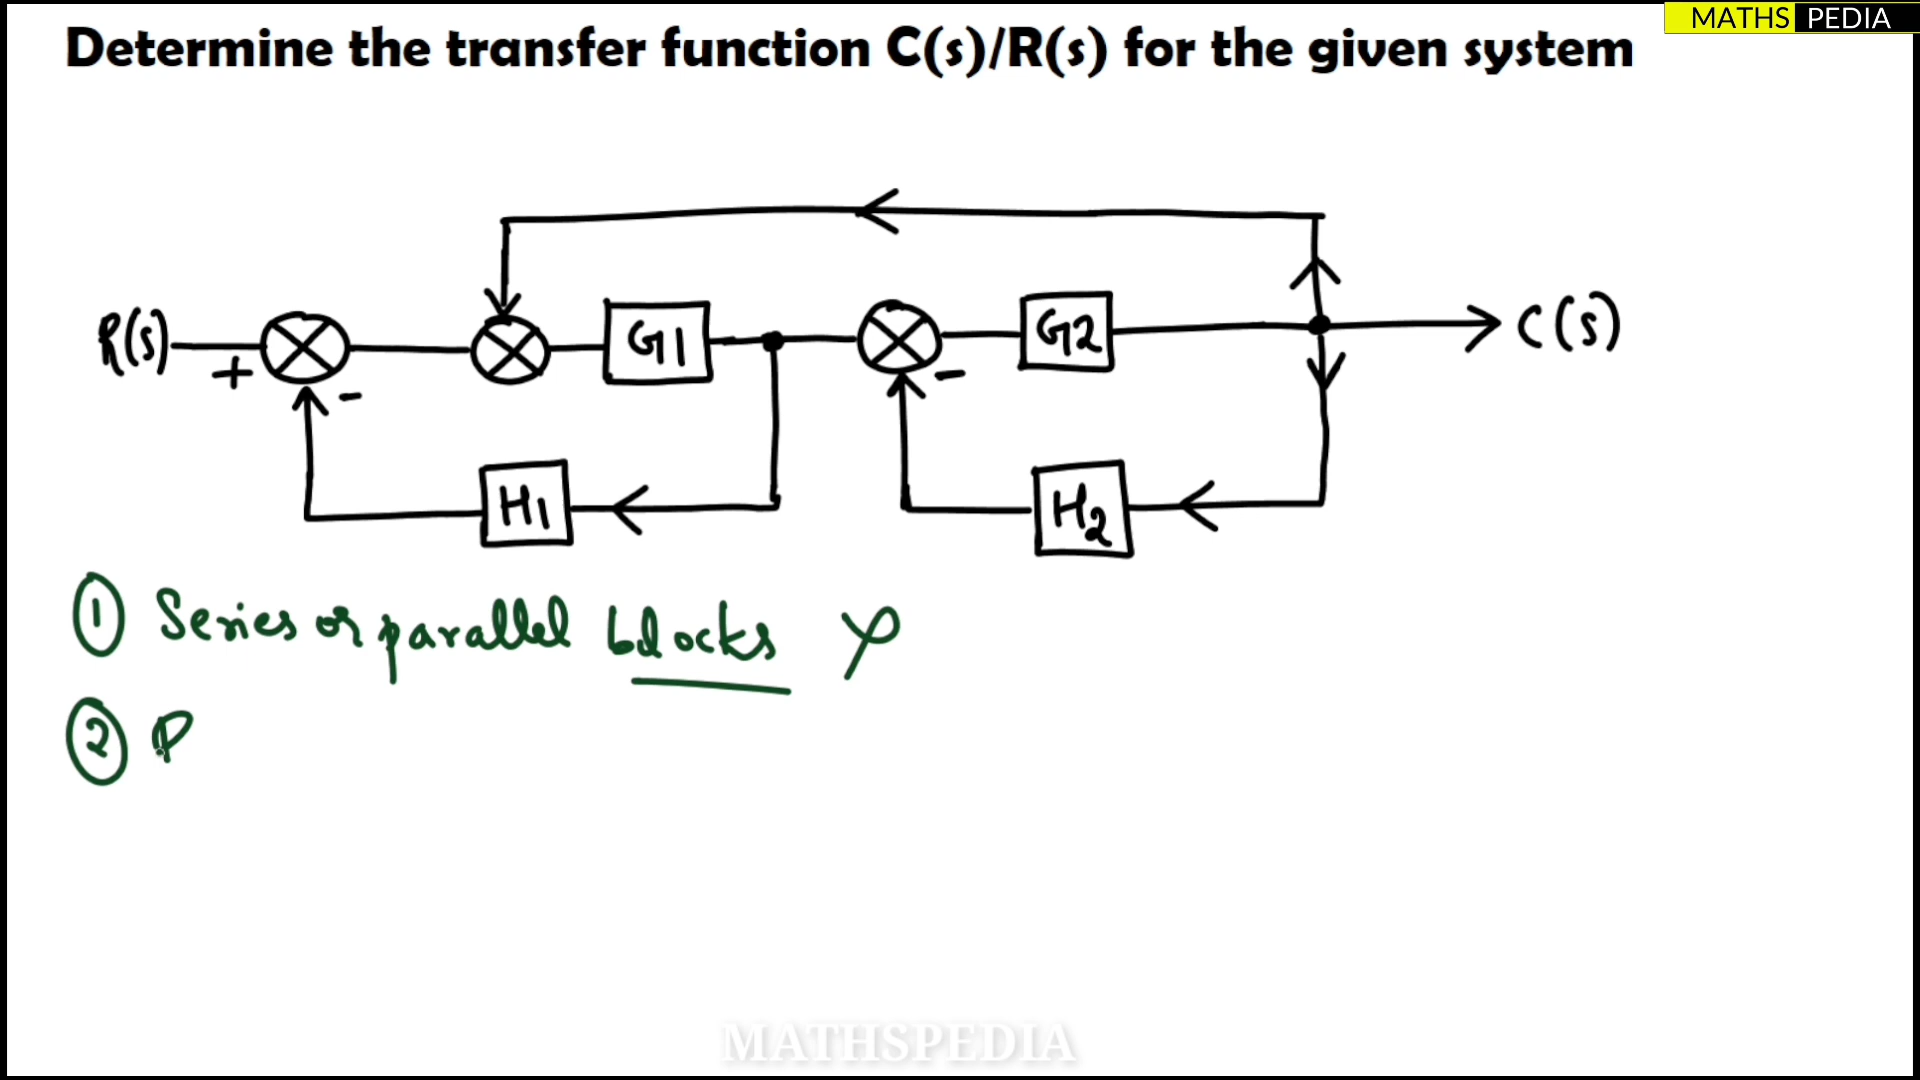 MATHS PEDIA
Determine the transfer function C(s)/R(s) for the given system
R(s) + - G1 - G2 C(s)
H1 H2
① Series or parallel blocks X
② P
MATHSPEDIA